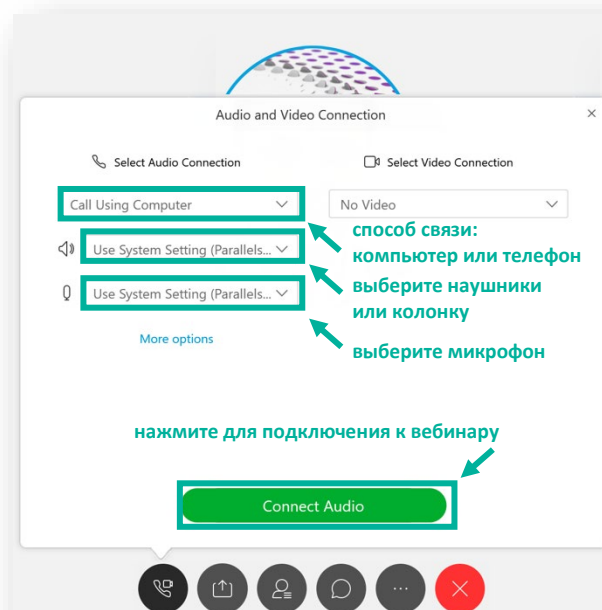 Audio and Video Connection
Select Audio Connection
Select Video Connection
Call Using Computer
No Video
способ связи:
компьютер или телефон
Use System Setting (Parallels...
выберите наушники
или колонку
Use System Setting (Parallels...
More options
выберите микрофон
нажмите для подключения к вебинару
Connect Audio